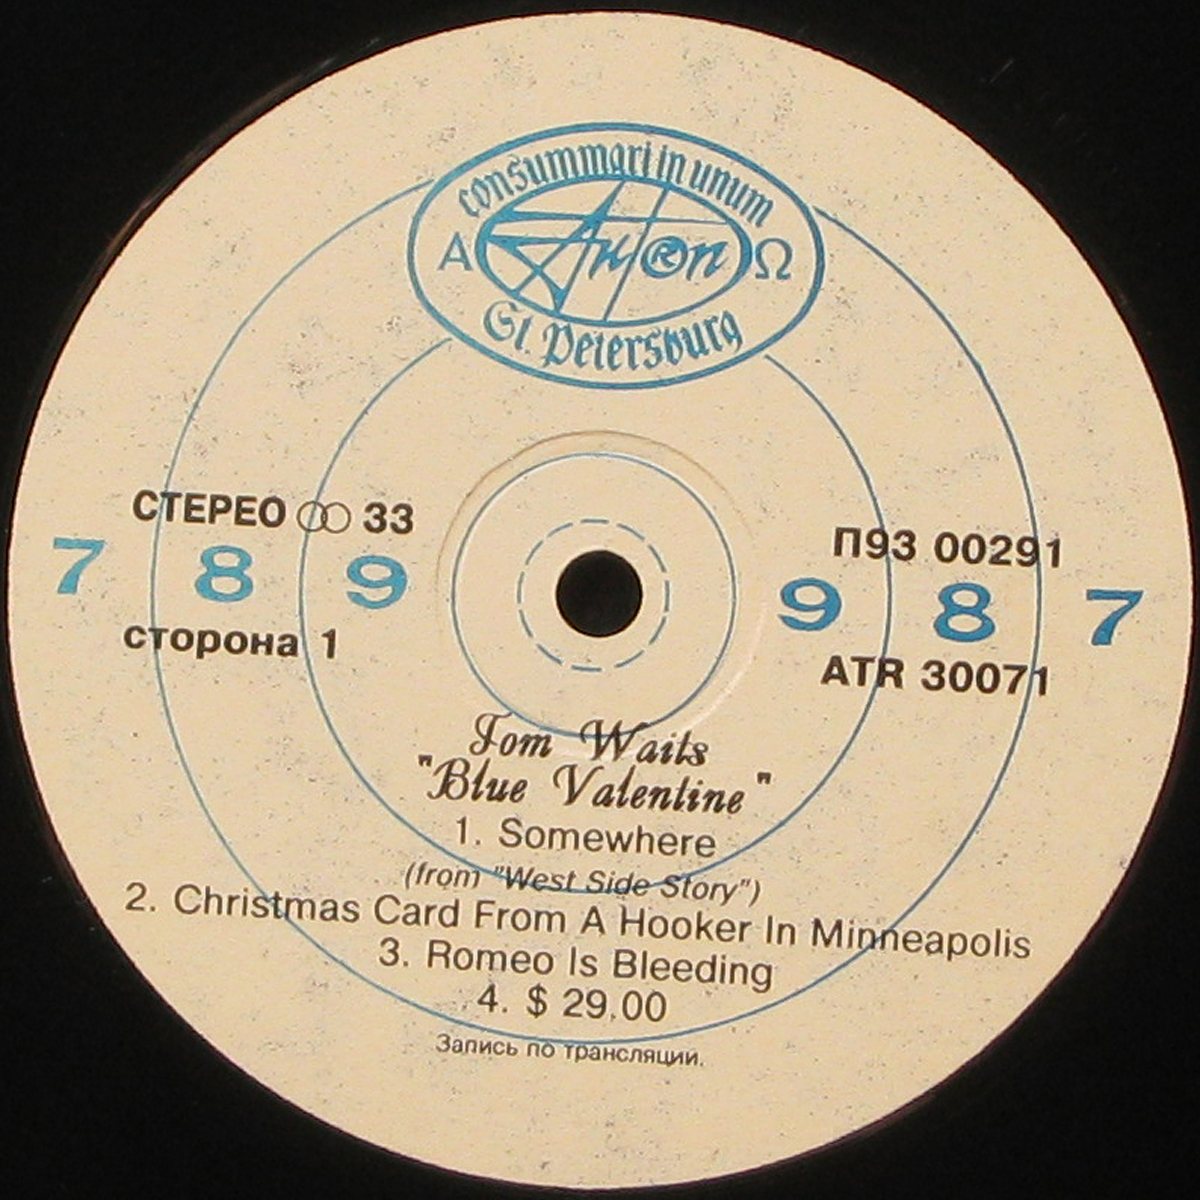 consummari in unum
Α AnTrop® Ω
St. Petersburg
СТЕРЕО 33
П93 00291
7 8 9
9 8 7
сторона 1
ATR 30071
Tom Waits
"Blue Valentine"
1. Somewhere
(from "West Side Story")
2. Christmas Card From A Hooker In Minneapolis
3. Romeo Is Bleeding
4. $ 29.00
Запись по трансляции.